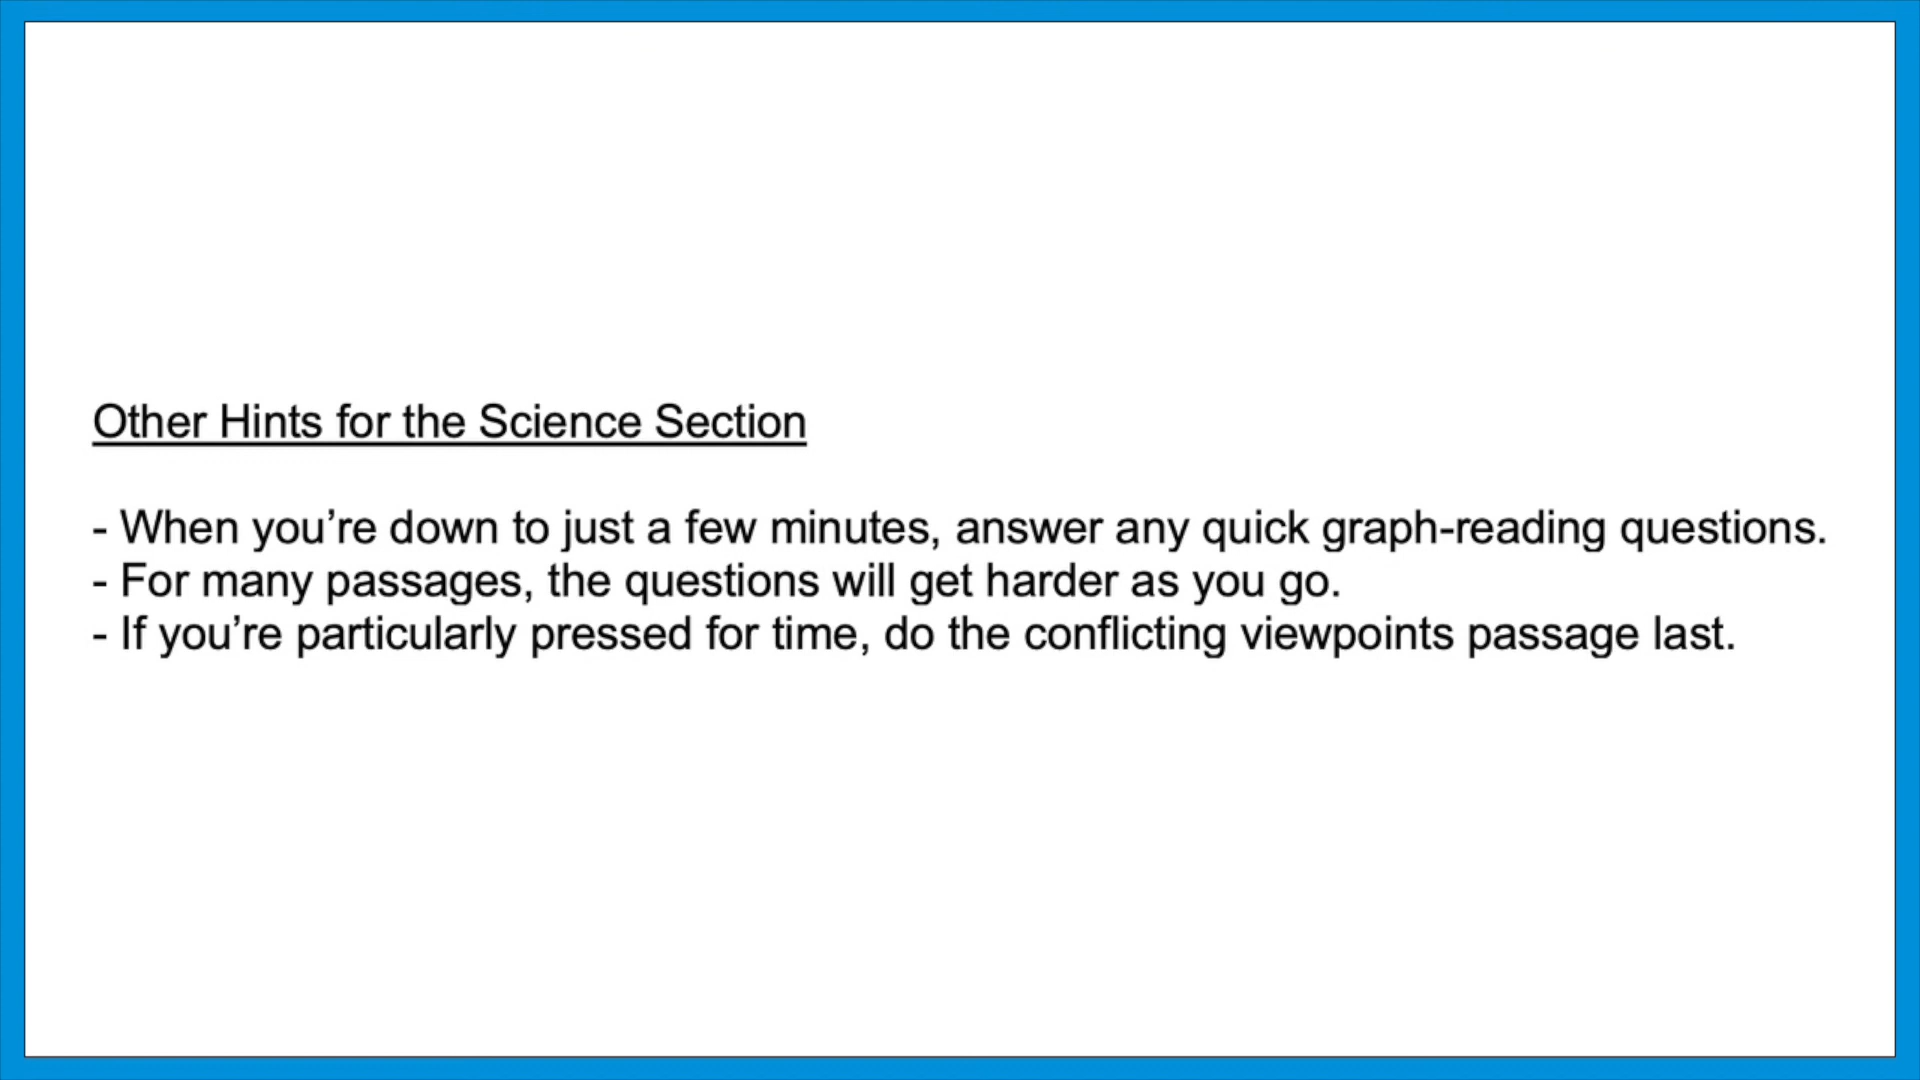 Other Hints for the Science Section
- When you’re down to just a few minutes, answer any quick graph-reading questions.
- For many passages, the questions will get harder as you go.
- If you’re particularly pressed for time, do the conflicting viewpoints passage last.